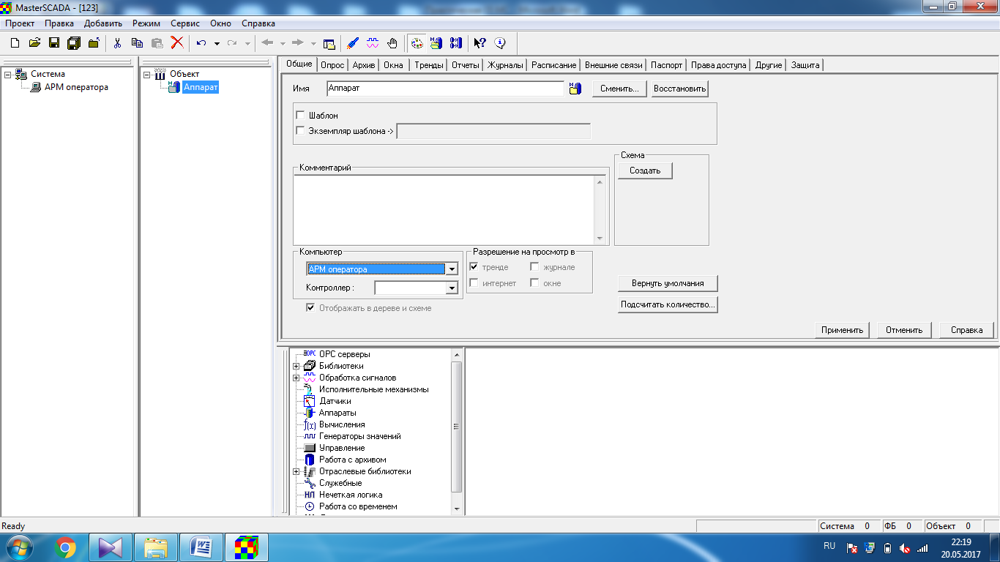 MasterSCADA - [123]
Проект Правка Добавить Режим Сервис Окно Справка
Система
АРМ оператора
Объект
Аппарат
Общие Опрос Архив Окна Тренды Отчеты Журналы Расписание Внешние связи Паспорт Права доступа Другие Защита
Имя Аппарат Сменить... Восстановить
Шаблон
Экземпляр шаблона ->
Комментарий
Схема
Создать
Компьютер
АРМ оператора
Контроллер :
Разрешение на просмотр в
тренде журнале
интернет окне
Отображать в дереве и схеме
Вернуть умолчания
Подсчитать количество...
Применить Отменить Справка
OPC серверы
Библиотеки
Обработка сигналов
Исполнительные механизмы
Датчики
Аппараты
Вычисления
Генераторы значений
Управление
Работа с архивом
Отраслевые библиотеки
Служебные
Нечеткая логика
Работа со временем
Ready
Система 0 ФБ 0 Объект 0
RU
22:19
20.05.2017